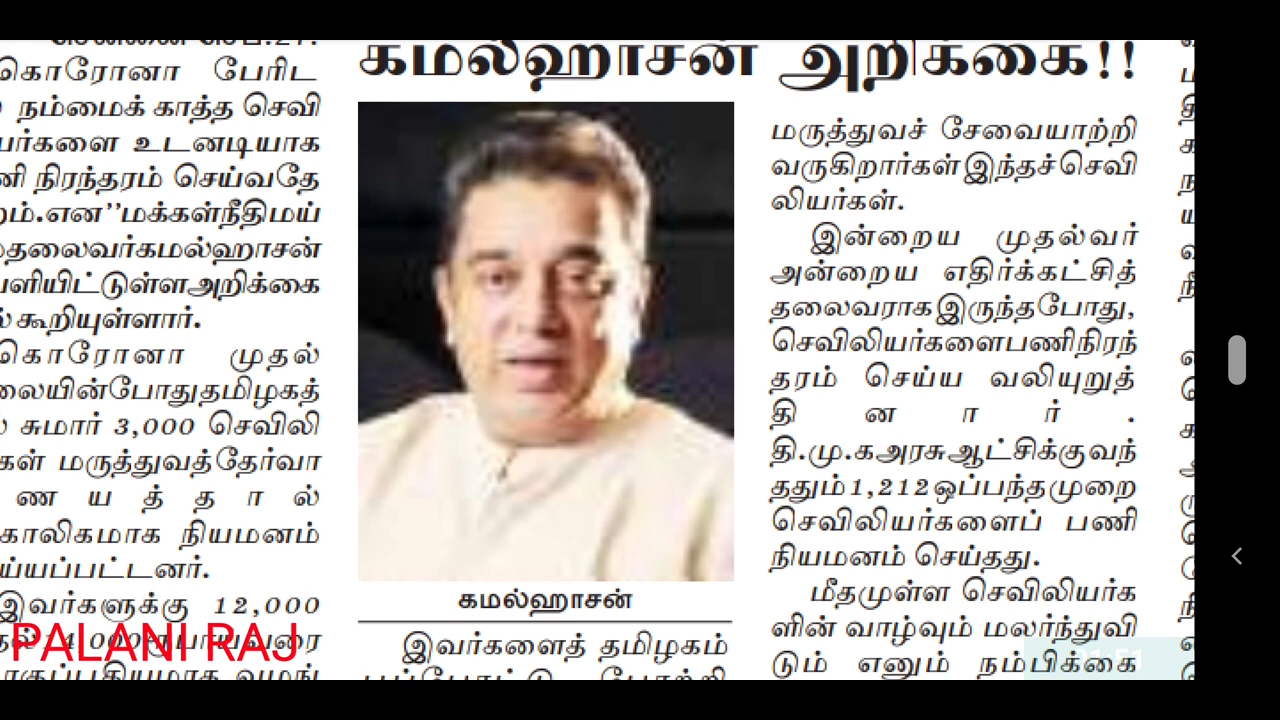 கமலஹாசன் அறிக்கை!!
கொரோனா பேரிட
நம்மைக் காத்த செவி
யர்களை உடனடியாக
னி நிரந்தரம் செய்வதே
றம்.என''மக்கள்நீதிமய்
தலைவர்கமல்ஹாசன்
வளியிட்டுள்ளஅறிக்கை
ல் கூறியுள்ளார்.
கொரோனா முதல்
லையின்போதுதமிழகத்
ல் சுமார் 3,000 செவிலி
கள் மருத்துவத்தேர்வா
ணயத்தால்
காலிகமாக நியமனம்
ய்யப்பட்டனர்.
இவர்களுக்கு 12,000
PALANI RAJ
கமல்ஹாசன்
இவர்களைத் தமிழகம்
மருத்துவச் சேவையாற்றி
வருகிறார்கள்இந்தச்செவி
லியர்கள்.
இன்றைய முதல்வர்
அன்றைய எதிர்க்கட்சித்
தலைவராகஇருந்தபோது,
செவிலியர்களைபணிநிரந்
தரம் செய்ய வலியுறுத்
தினார்.
தி.மு.கஅரசுஆட்சிக்குவந்
ததும்1,212ஒப்பந்தமுறை
செவிலியர்களைப் பணி
நியமனம் செய்தது.
மீதமுள்ள செவிலியர்க
ளின் வாழ்வும் மலர்ந்துவி
டும் எனும் நம்பிக்கை